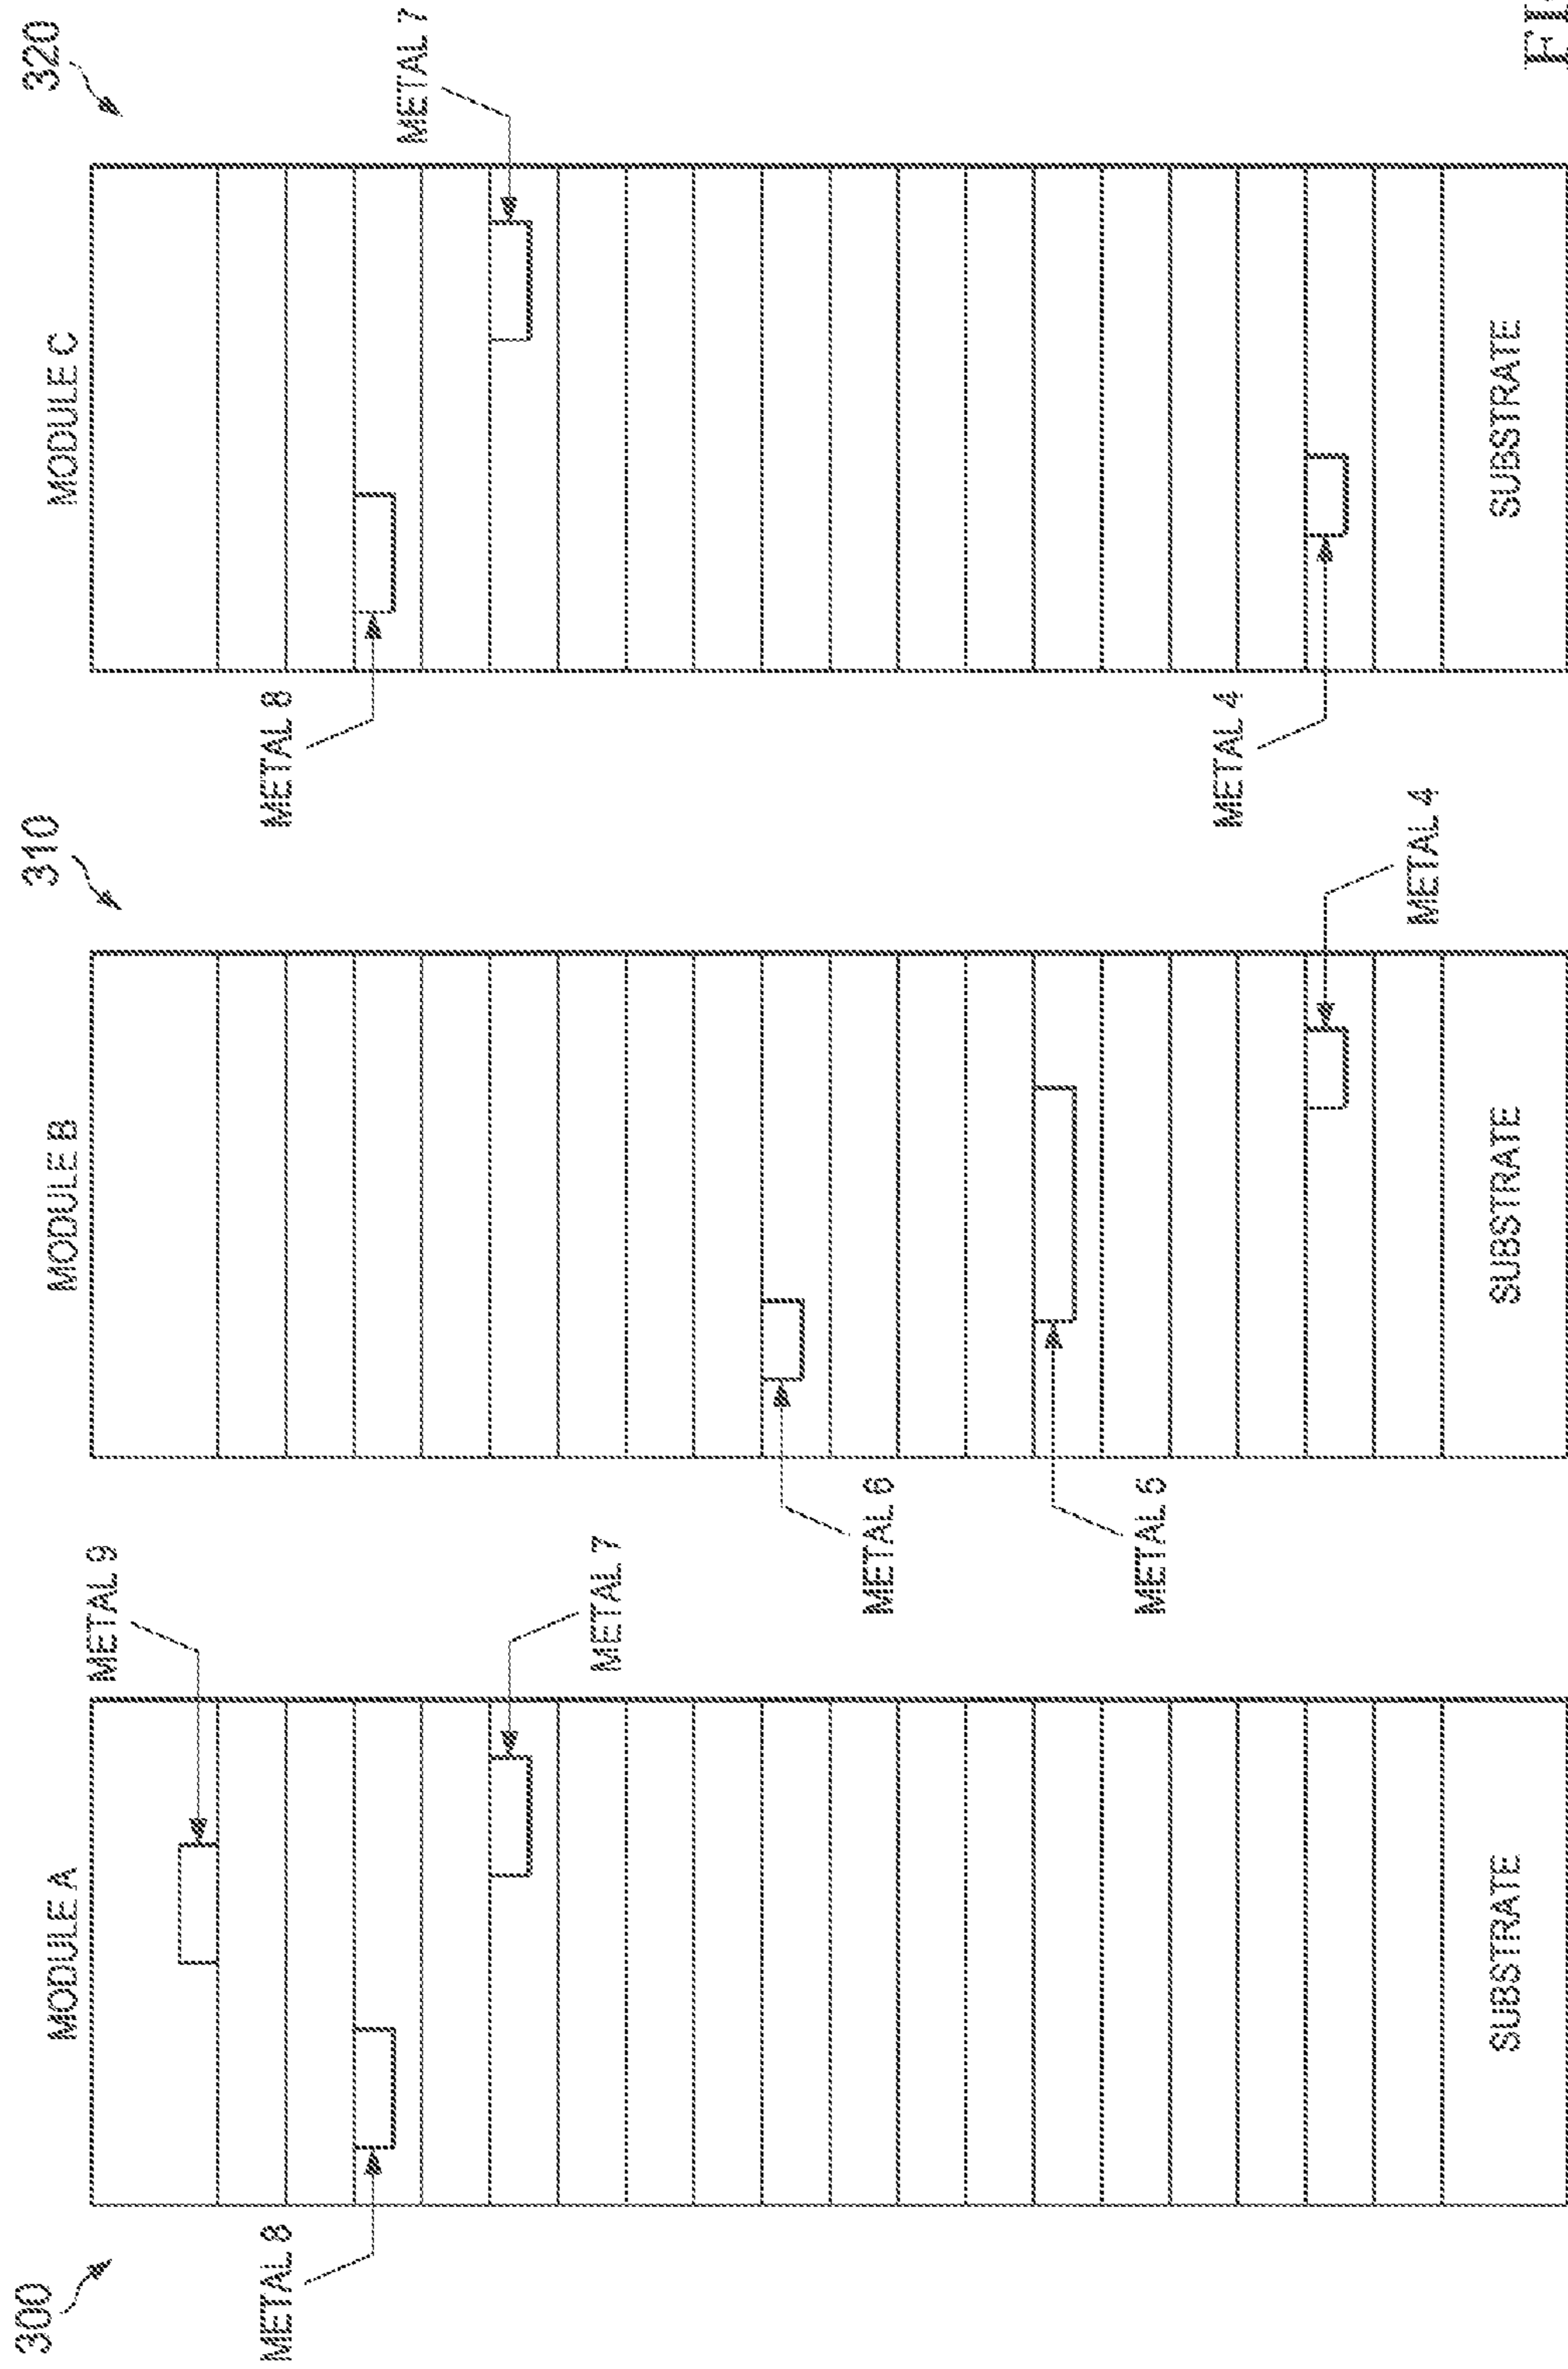 300
MODULE A
METAL 9
METAL 8
METAL 7
SUBSTRATE
310
MODULE B
METAL 6
METAL 5
METAL 4
SUBSTRATE
320
MODULE C
METAL 8
METAL 7
METAL 4
SUBSTRATE